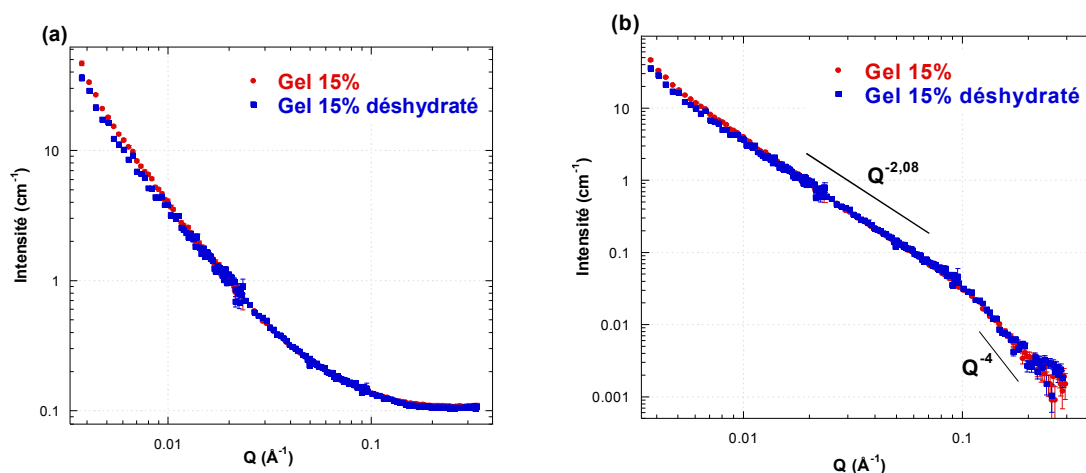 (a)
Gel 15%
Gel 15% déshydraté
Intensité (cm⁻¹)
10
1
0.1
0.01
0.1
Q (Å⁻¹)
(b)
Gel 15%
Gel 15% déshydraté
Q⁻²,⁰⁸
Q⁻⁴
Intensité (cm⁻¹)
100
10
1
0.1
0.01
0.001
0.01
0.1
Q (Å⁻¹)